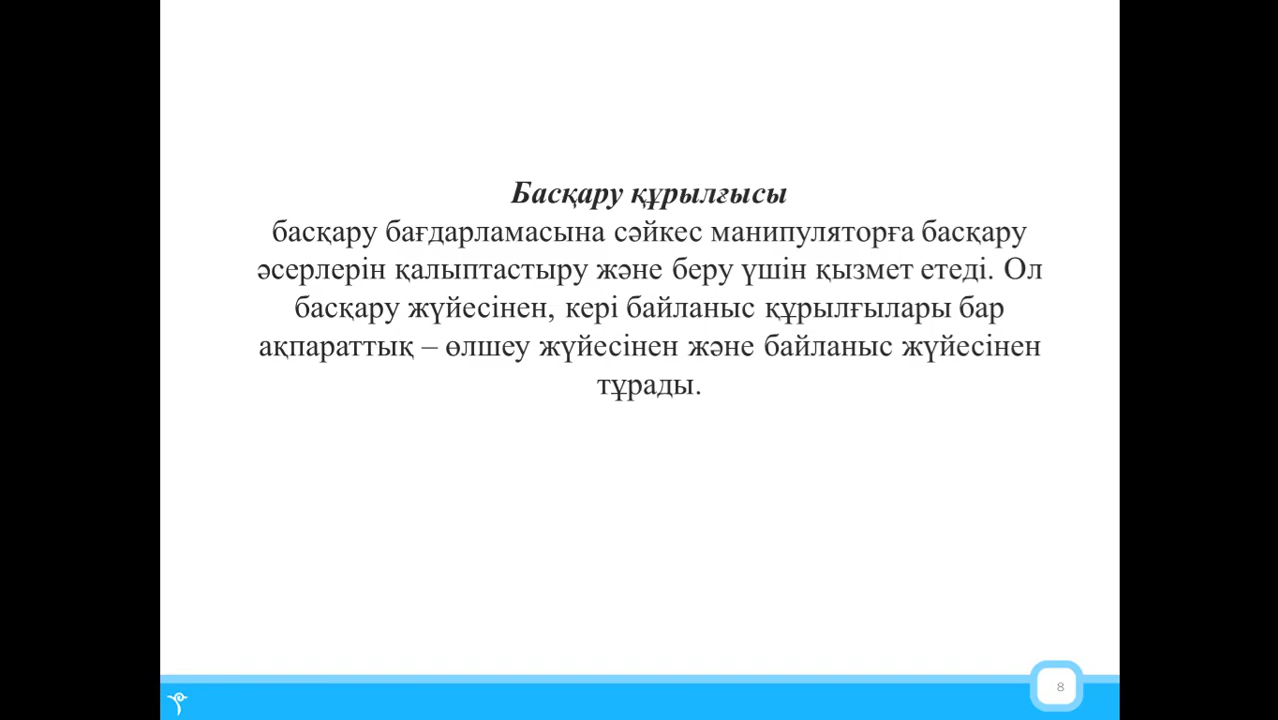 Басқару құрылғысы
басқару бағдарламасына сәйкес манипуляторға басқару
әсерлерін қалыптастыру және беру үшін қызмет етеді. Ол
басқару жүйесінен, кері байланыс құрылғылары бар
ақпараттық – өлшеу жүйесінен және байланыс жүйесінен
тұрады.
8